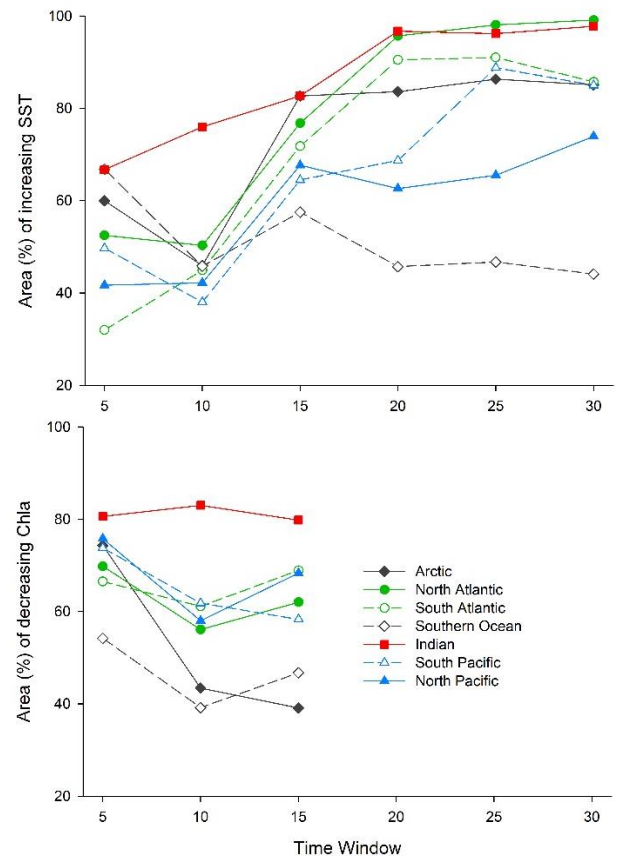 Area (%) of increasing SST
100
80
60
40
20
5 10 15 20 25 30
Area (%) of decreasing Chla
100
80
60
40
20
Arctic
North Atlantic
South Atlantic
Southern Ocean
Indian
South Pacific
North Pacific
5 10 15 20 25 30
Time Window